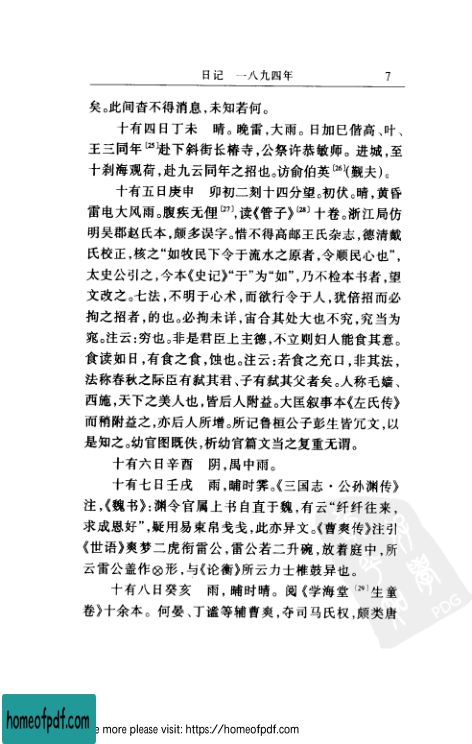 日记　一八九四年　7
矣。此间杳不得消息,未知若何。
十有四日丁未　晴。晚雷,大雨。日加巳偕高、叶、
王三同年[25]赴下斜街长椿寺,公祭许恭敏师。进城,至
十刹海观荷,赴九云同年之招也。访俞伯英[26](觐夫)。
十有五日庚申　卯初二刻十四分望。初伏。晴,黄昏
雷电大风雨。腹疾无俚[27],读《管子》[28]十卷。浙江局仿
明吴郡赵氏本,颇多误字。惜不得高邮王氏杂志,德清戴
氏校正,核之“如牧民下令于流水之原者,令顺民心也”,
太史公引之,今本《史记》“于”为“如”,乃不检本书者,望
文改之。七法,不明于心术,而欲行令于人,犹倍招而必
拘之招者,的也。必拘未详,宙合其处大也不究,究当为
窕。注云:穷也。非是君臣上主德,不立则妇人能食其意。
食读如日,有食之食,蚀也。注云:若食之充口,非其法,
法称春秋之际臣有弑其君、子有弑其父者矣。人称毛嫱、
西施,天下之美人也,皆后人附益。大匡叙事本《左氏传》
而稍附益之,亦后人所增。所记鲁桓公子彭生皆冗文,以
是知之。幼官图既佚,析幼官篇文当之复重无谓。
十有六日辛酉　阴,禺中雨。
十有七日壬戌　雨,晡时霁。《三国志·公孙渊传》
注,《魏书》:渊令官属上书自直于魏,有云“纤纤往来,
求成恩好”,疑用易束帛戋戋,此亦异文。《曹爽传》注引
《世语》爽梦二虎衔雷公,雷公若二升碗,放着庭中,所
云雷公盖作⊗形,与《论衡》所云力士椎鼓异也。
十有八日癸亥　雨,晡时晴。阅《学海堂[29]生童
卷》十余本。何晏、丁谧等辅曹爽,夺司马氏权,颇类唐
PDG
homeofpdf.com
e more please visit: https://homeofpdf.com